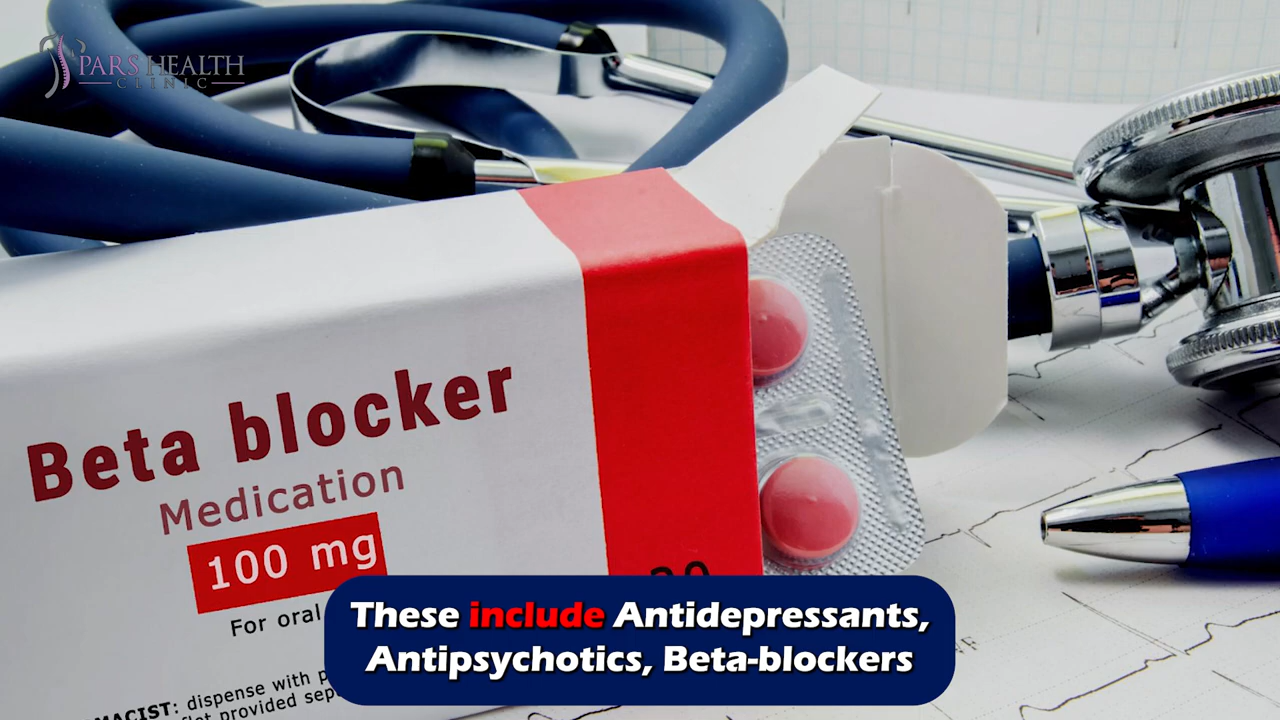 PARS HEALTH
CLINIC
Beta blocker
Medication
100 mg
For oral
: dispense with
provided
These include Antidepressants,
Antipsychotics, Beta-blockers